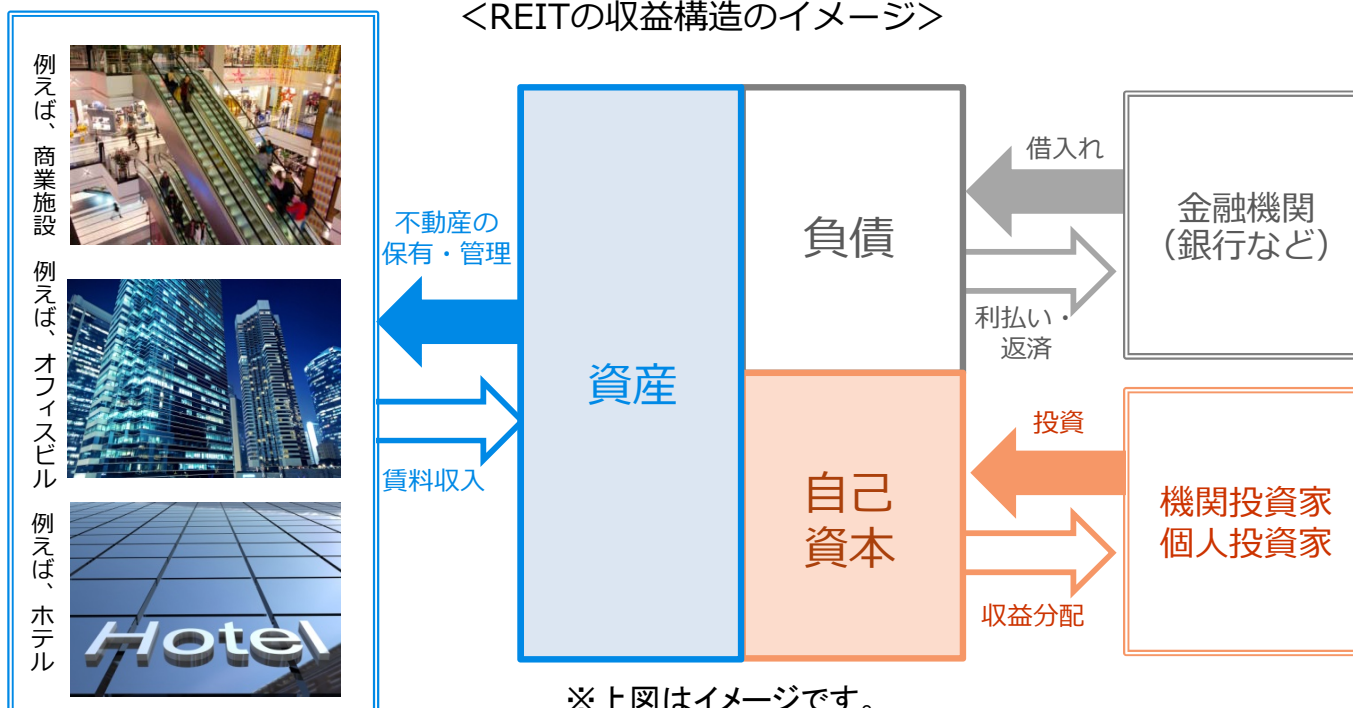 ＜REITの収益構造のイメージ＞
例えば、商業施設
例えば、オフィスビル
例えば、ホテル
Hotel
不動産の
保有・管理
賃料収入
資産
負債
自己
資本
借入れ
利払い・
返済
投資
収益分配
金融機関
（銀行など）
機関投資家
個人投資家
※上図はイメージです。